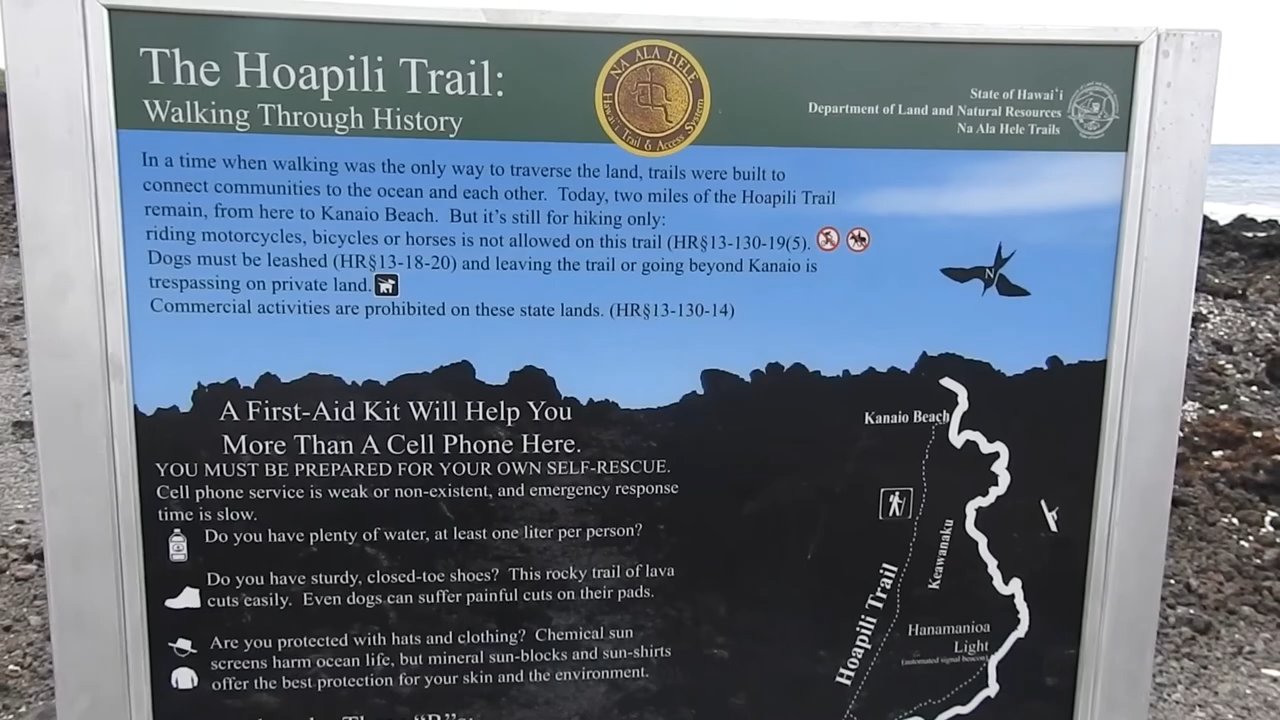 The Hoapili Trail:
Walking Through History
NA ALA HELE
Hawai'i Trail & Access System
State of Hawai'i
Department of Land and Natural Resources
Na Ala Hele Trails
In a time when walking was the only way to traverse the land, trails were built to
connect communities to the ocean and each other.  Today, two miles of the Hoapili Trail
remain, from here to Kanaio Beach.  But it's still for hiking only:
riding motorcycles, bicycles or horses is not allowed on this trail (HR§13-130-19(5).
Dogs must be leashed (HR§13-18-20) and leaving the trail or going beyond Kanaio is
trespassing on private land.
Commercial activities are prohibited on these state lands. (HR§13-130-14)
N
A First-Aid Kit Will Help You
More Than A Cell Phone Here.
YOU MUST BE PREPARED FOR YOUR OWN SELF-RESCUE.
Cell phone service is weak or non-existent, and emergency response
time is slow.
Do you have plenty of water, at least one liter per person?
Do you have sturdy, closed-toe shoes?  This rocky trail of lava
cuts easily.  Even dogs can suffer painful cuts on their pads.
Are you protected with hats and clothing?  Chemical sun
screens harm ocean life, but mineral sun-blocks and sun-shirts
offer the best protection for your skin and the environment.
Kanaio Beach
Keawanaku
Hoapili Trail
Hanamanioa
Light
(automated signal beacon)